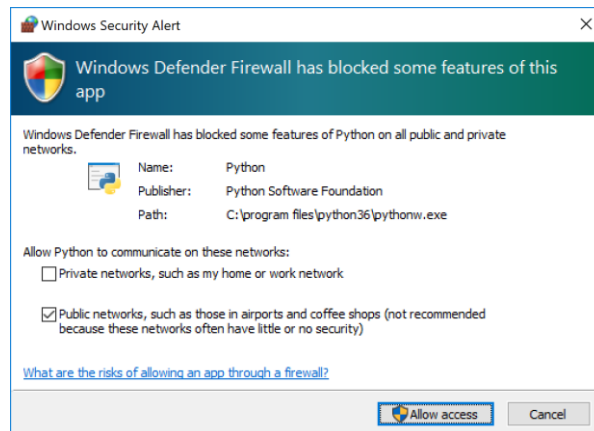 Windows Security Alert
Windows Defender Firewall has blocked some features of this
app
Windows Defender Firewall has blocked some features of Python on all public and private
networks.
Name: Python
Publisher: Python Software Foundation
Path: C:\program files\python36\pythonw.exe
Allow Python to communicate on these networks:
Private networks, such as my home or work network
Public networks, such as those in airports and coffee shops (not recommended
because these networks often have little or no security)
What are the risks of allowing an app through a firewall?
Allow access Cancel